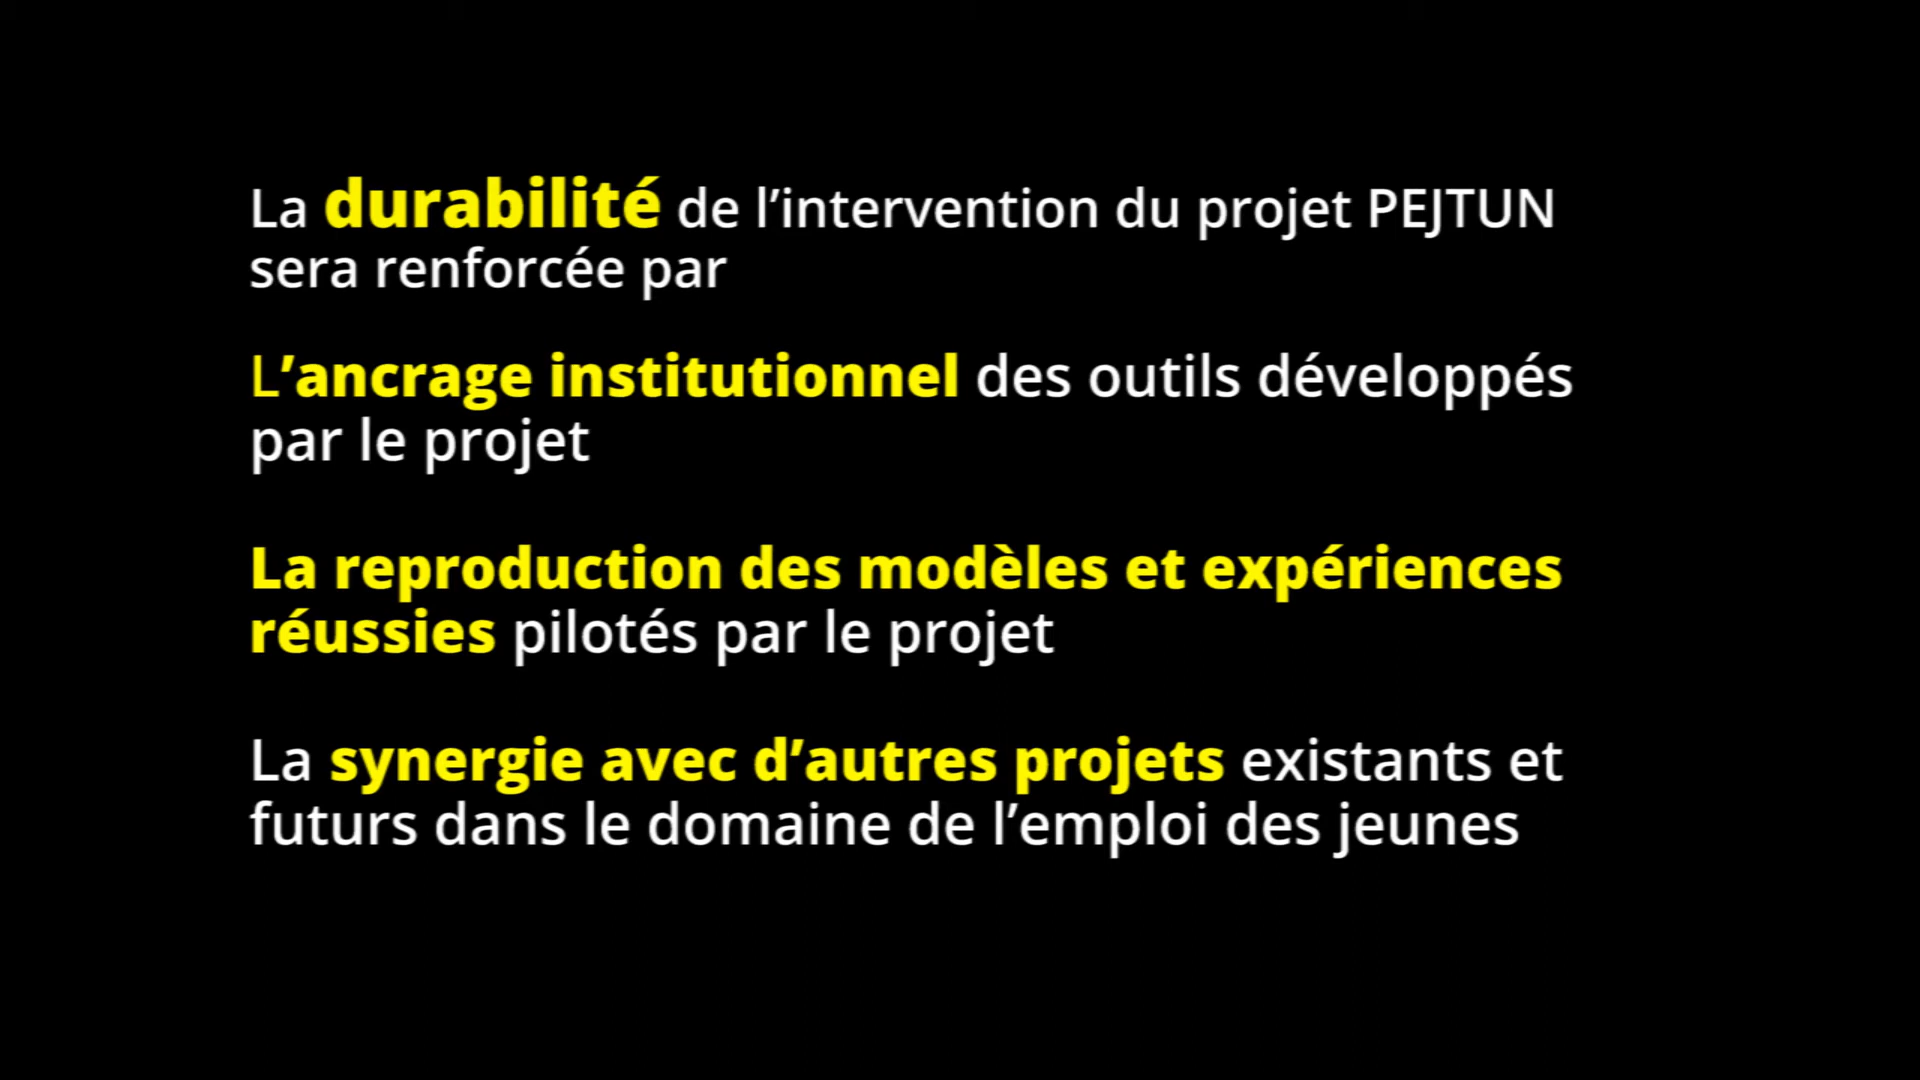 La durabilité de l’intervention du projet PEJTUN
sera renforcée par
L’ancrage institutionnel des outils développés
par le projet
La reproduction des modèles et expériences
réussies pilotés par le projet
La synergie avec d’autres projets existants et
futurs dans le domaine de l’emploi des jeunes